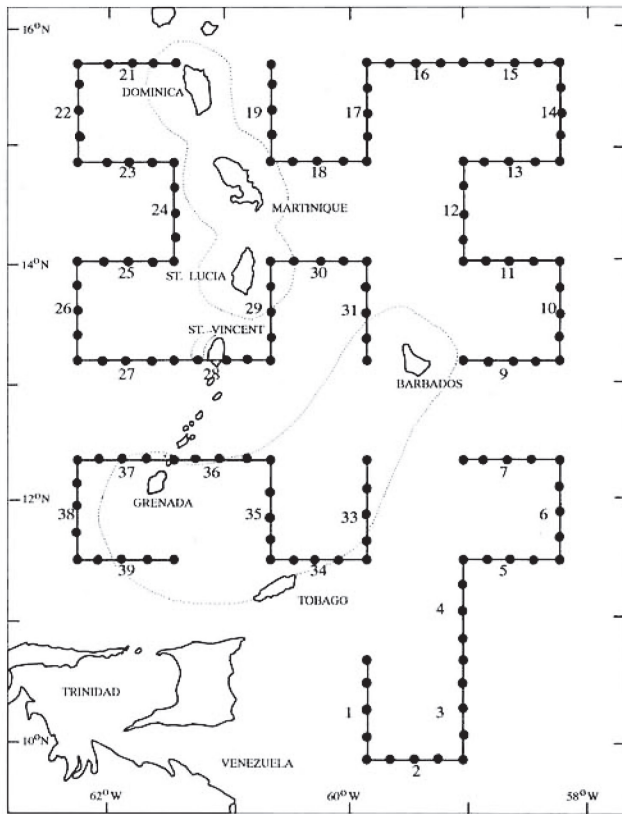 16°N
21
16
15
DOMINICA
22
19
17
14
23
18
13
24
MARTINIQUE
12
14°N
25
ST. LUCIA
30
11
26
29
31
10
ST. VINCENT
27
28
BARBADOS
9
37
36
7
12°N
GRENADA
38
35
33
6
39
34
5
TOBAGO
4
TRINIDAD
1
3
10°N
VENEZUELA
2
62°W
60°W
58°W